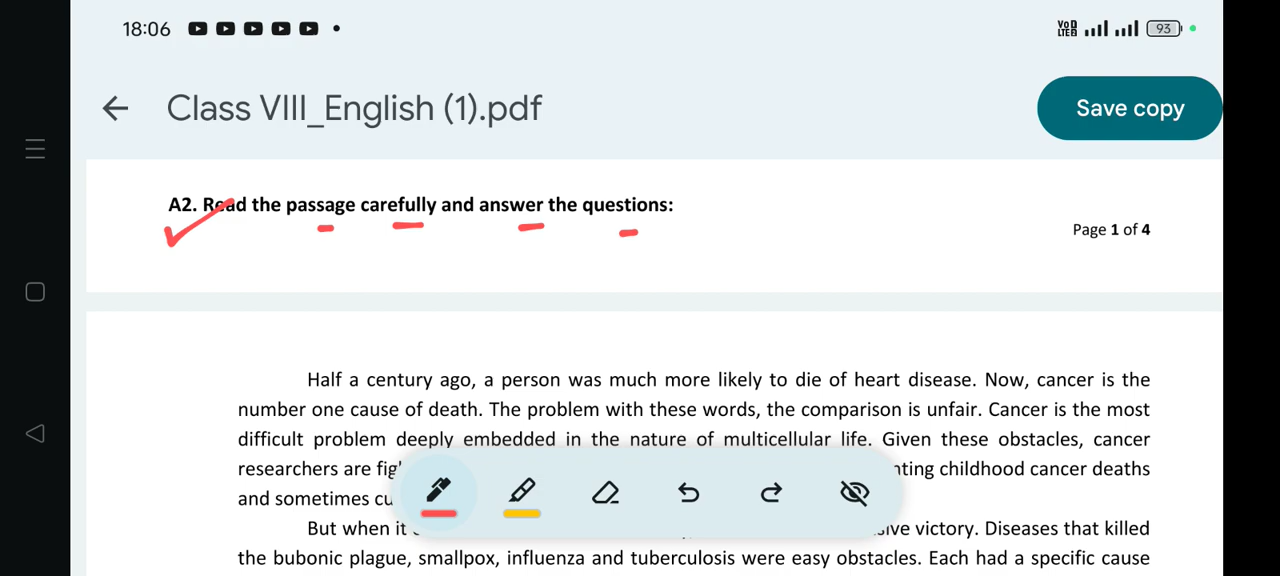 18:06 VoD LTE2 93
Class VIII_English (1).pdf Save copy
A2. Read the passage carefully and answer the questions:
Page 1 of 4
Half a century ago, a person was much more likely to die of heart disease. Now, cancer is the
number one cause of death. The problem with these words, the comparison is unfair. Cancer is the most
difficult problem deeply embedded in the nature of multicellular life. Given these obstacles, cancer
researchers are childhood cancer deaths
and sometimes
But when it victory. Diseases that killed
the bubonic plague, smallpox, influenza and tuberculosis were easy obstacles. Each had a specific cause